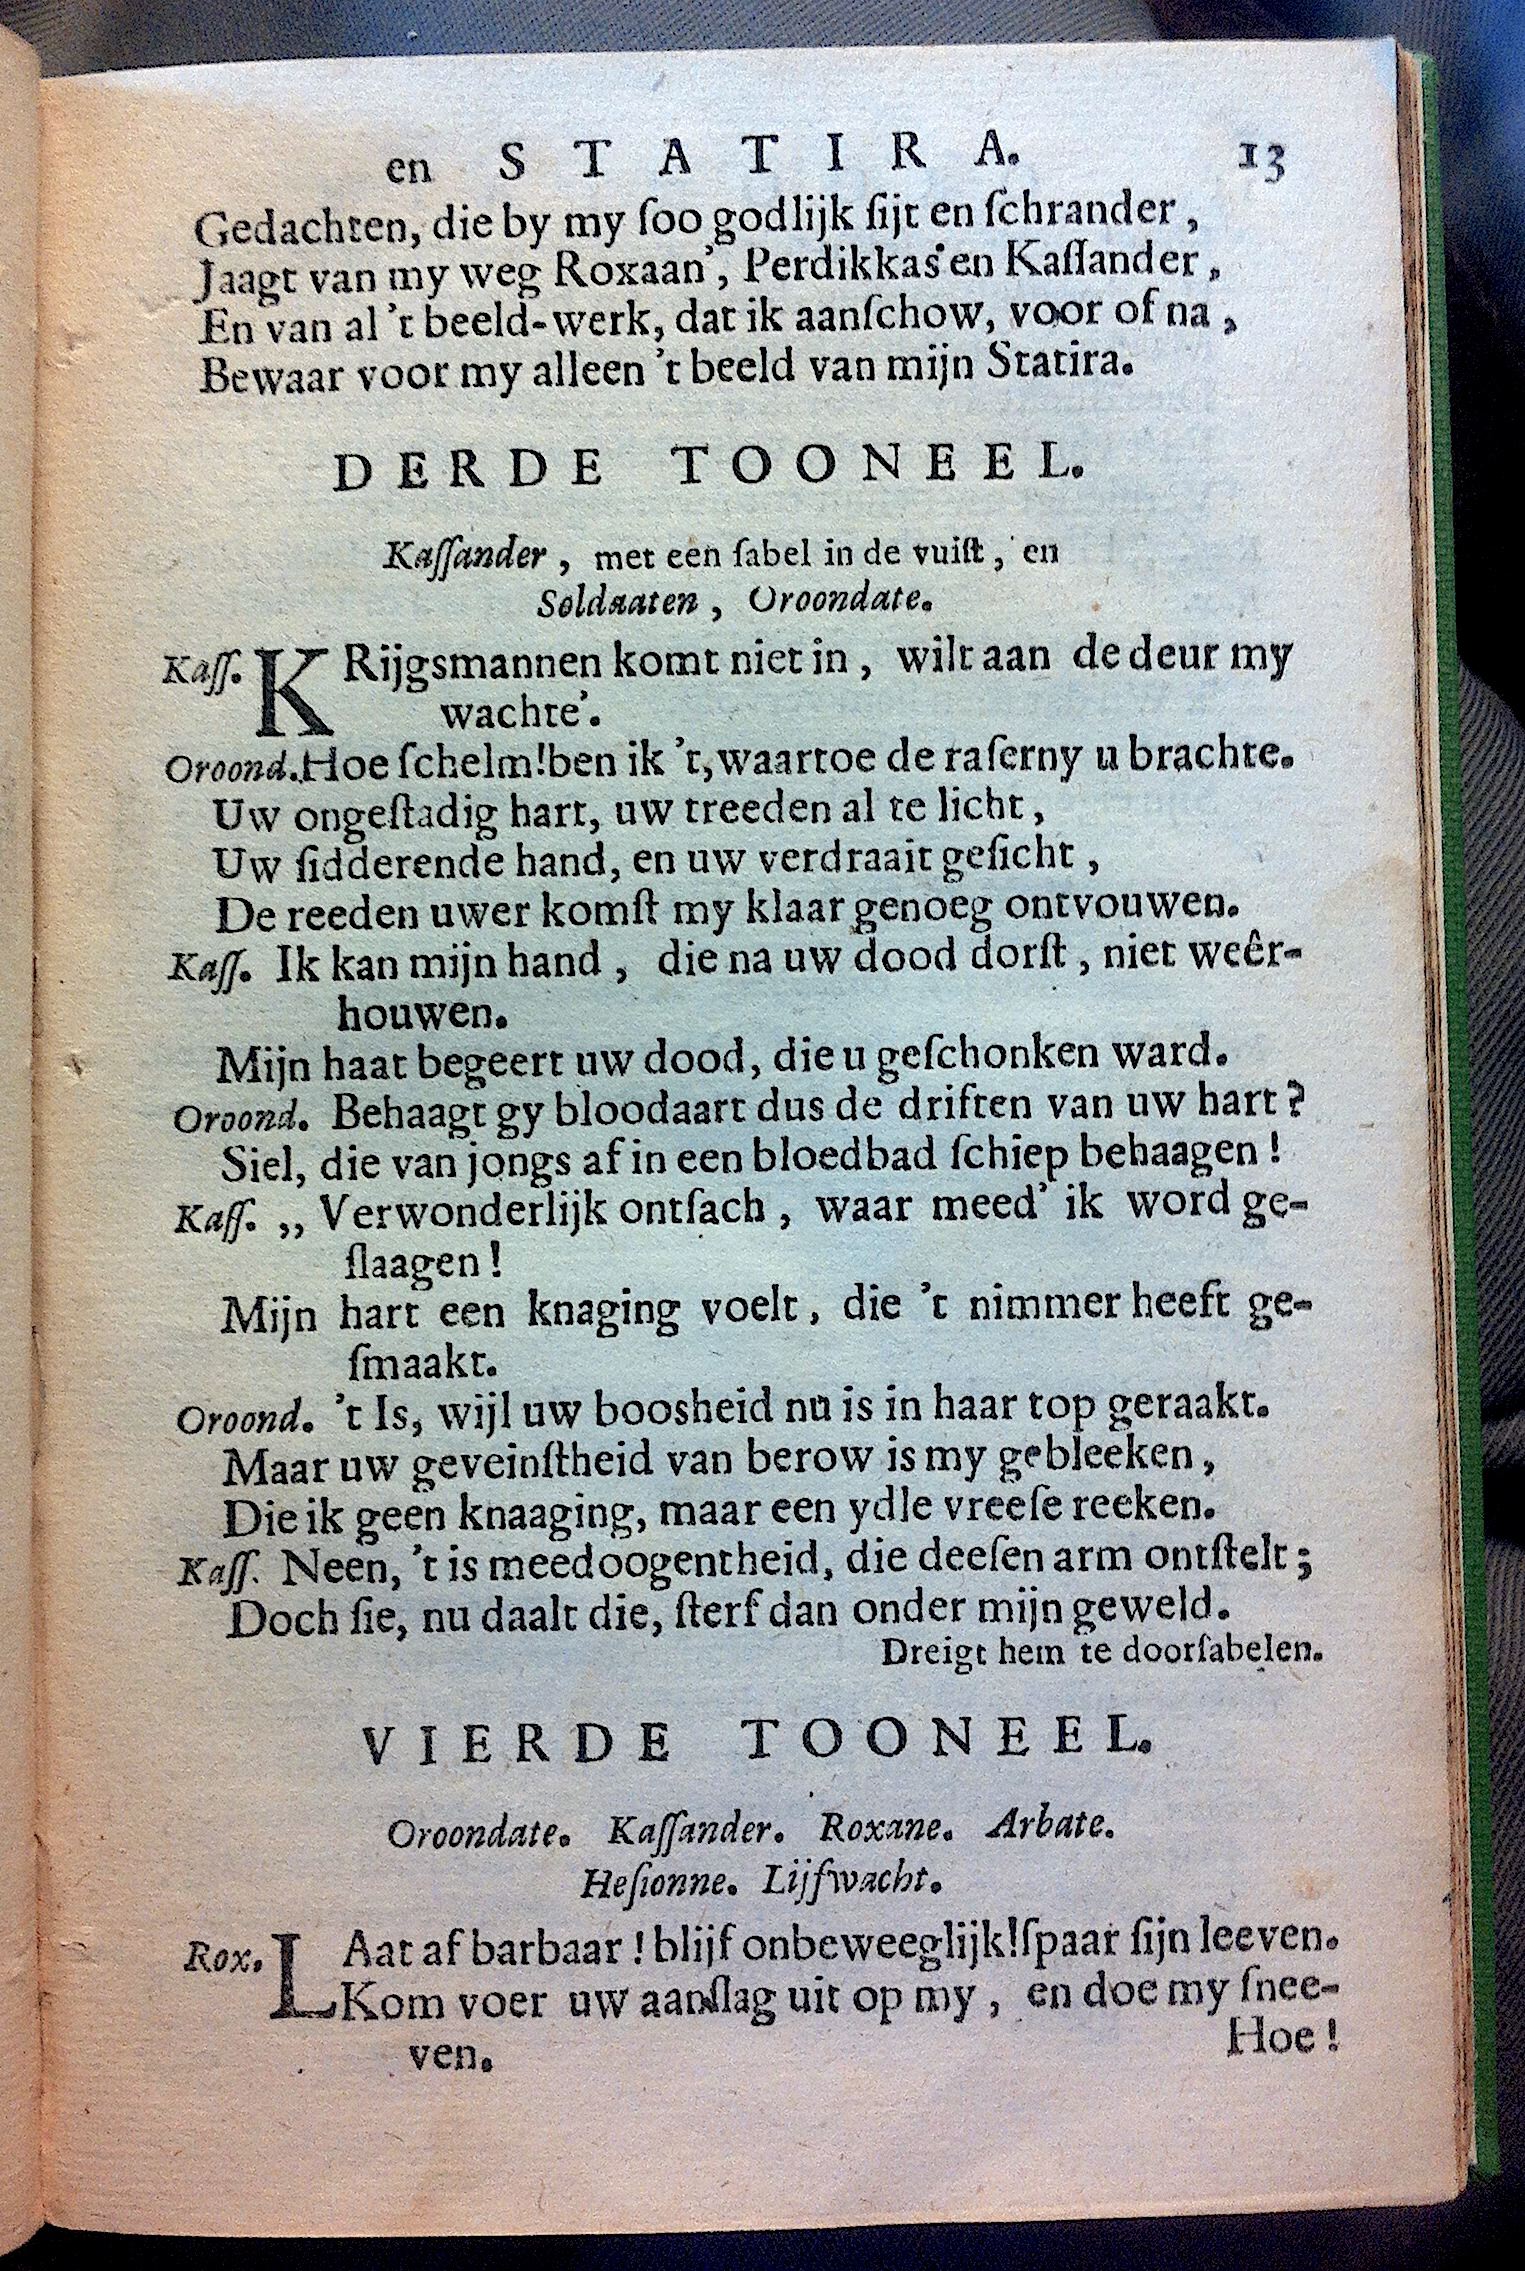 en S T A T I R A. 13
Gedachten, die by my ſoo godlijk ſijt en ſchrander,
Jaagt van my weg Roxaan', Perdikkas en Kaſſander,
En van al 't beeld-werk, dat ik aanſchow, voor of na,
Bewaar voor my alleen 't beeld van mijn Statira.
DERDE TOONEEL.
Kaſſander, met een ſabel in de vuiſt, en
Soldaaten, Oroondate.
Kaſſ. KRijgsmannen komt niet in, wilt aan de deur my
wachte'.
Oroond. Hoe ſchelm! ben ik 't, waartoe de raſerny u brachte.
Uw ongeſtadig hart, uw treeden al te licht,
Uw ſidderende hand, en uw verdraait geſicht,
De reeden uwer komſt my klaar genoeg ontvouwen.
Kaſſ. Ik kan mijn hand, die na uw dood dorſt, niet weêr-
houwen.
Mijn haat begeert uw dood, die u geſchonken ward.
Oroond. Behaagt gy bloodaart dus de driften van uw hart?
Siel, die van jongs af in een bloedbad ſchiep behaagen!
Kaſſ. ,, Verwonderlijk ontſach, waar meed' ik word ge-
ſlaagen!
Mijn hart een knaging voelt, die 't nimmer heeft ge-
ſmaakt.
Oroond. 't Is, wijl uw boosheid nu is in haar top geraakt.
Maar uw geveinſtheid van berow is my gebleeken,
Die ik geen knaaging, maar een ydle vreeſe reeken.
Kaſſ. Neen, 't is meedoogentheid, die deeſen arm ontſtelt;
Doch ſie, nu daalt die, ſterf dan onder mijn geweld.
Dreigt hem te doorſabelen.
VIERDE TOONEEL.
Oroondate. Kaſſander. Roxane. Arbate.
Heſionne. Lijfwacht.
Rox. LAat af barbaar! blijf onbeweeglijk! ſpaar ſijn leeven.
Kom voer uw aanſlag uit op my, en doe my ſnee-
ven.
Hoe!